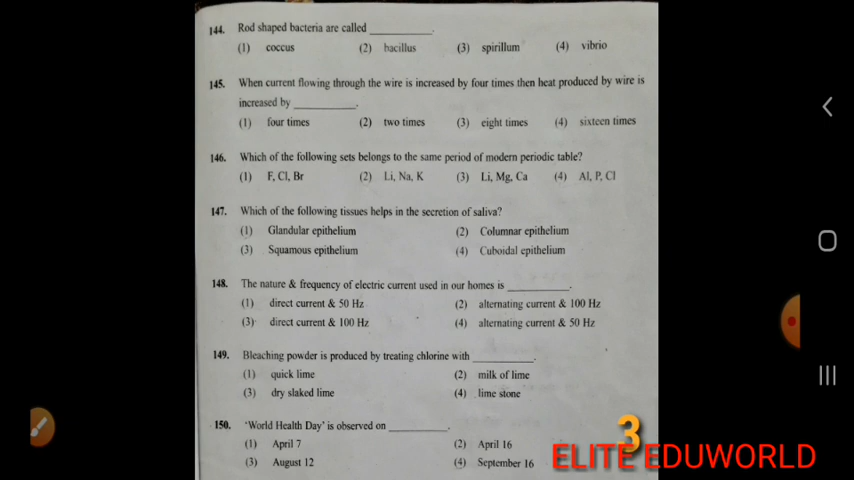 144. Rod shaped bacteria are called __________.
(1) coccus (2) bacillus (3) spirillum (4) vibrio
145. When current flowing through the wire is increased by four times then heat produced by wire is
increased by __________.
(1) four times (2) two times (3) eight times (4) sixteen times
146. Which of the following sets belongs to the same period of modern periodic table?
(1) F, Cl, Br (2) Li, Na, K (3) Li, Mg, Ca (4) Al, P, Cl
147. Which of the following tissues helps in the secretion of saliva?
(1) Glandular epithelium (2) Columnar epithelium
(3) Squamous epithelium (4) Cuboidal epithelium
148. The nature & frequency of electric current used in our homes is __________.
(1) direct current & 50 Hz (2) alternating current & 100 Hz
(3) direct current & 100 Hz (4) alternating current & 50 Hz
149. Bleaching powder is produced by treating chlorine with __________.
(1) quick lime (2) milk of lime
(3) dry slaked lime (4) lime stone
150. 'World Health Day' is observed on __________.
(1) April 7 (2) April 16
(3) August 12 (4) September 16
3
ELITE EDUWORLD